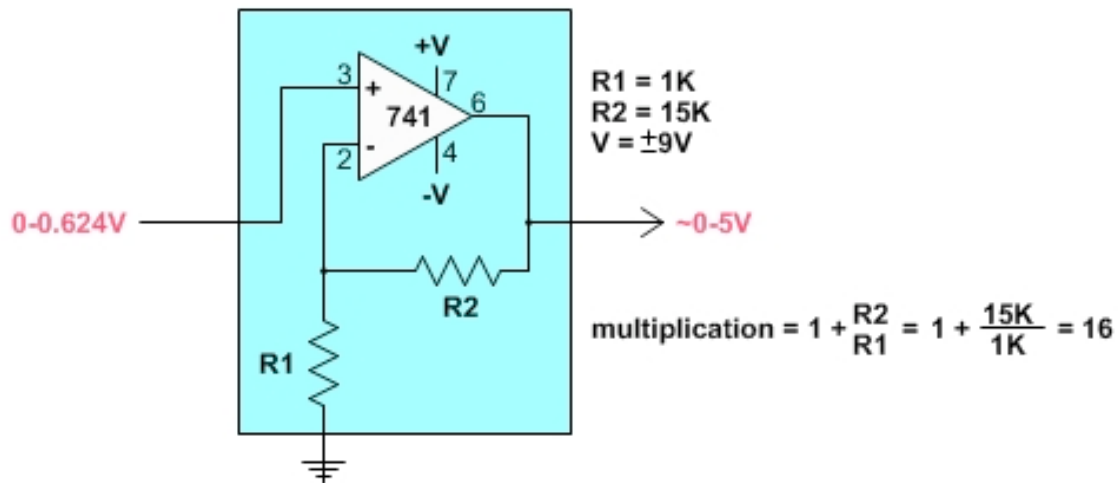 +V
3
7
+
741
6
2
-
4
-V
R1 = 1K
R2 = 15K
V = ±9V
0-0.624V
~0-5V
R2
R1
multiplication = 1 + R2/R1 = 1 + 15K/1K = 16